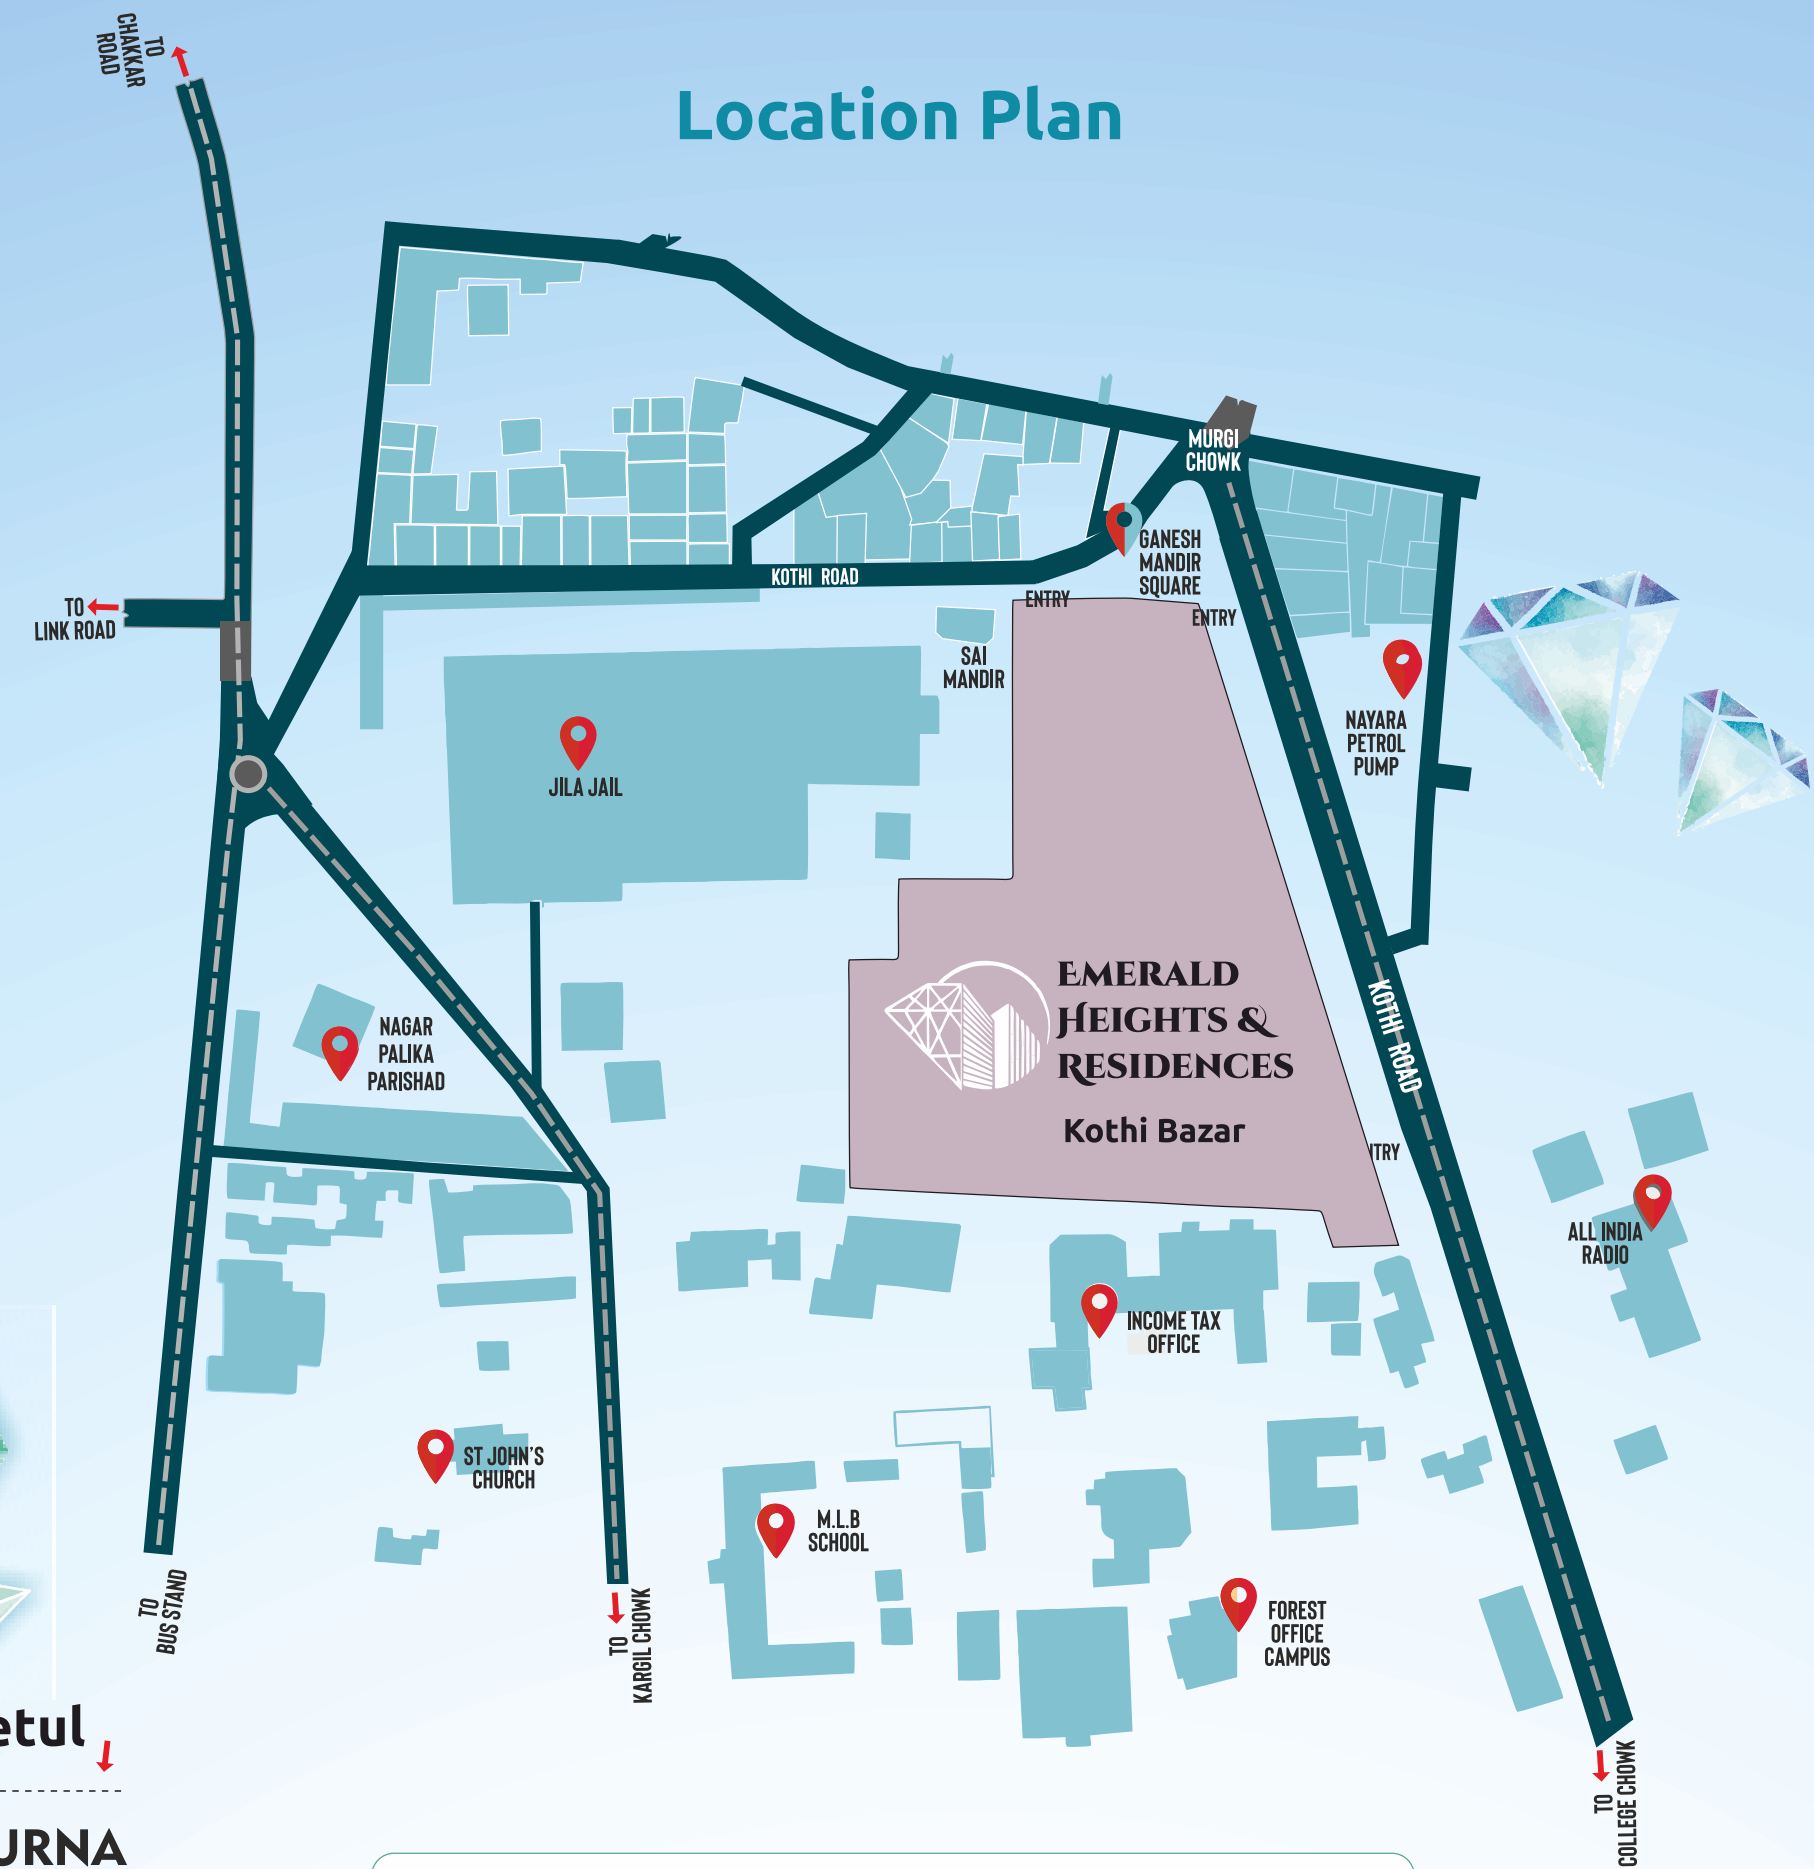 TO
CHAKKAR
ROAD
Location Plan
MURGI
CHOWK
GANESH
MANDIR
SQUARE
KOTHI ROAD
ENTRY
ENTRY
TO
LINK ROAD
SAI
MANDIR
NAYARA
PETROL
PUMP
JILA JAIL
EMERALD
HEIGHTS &
RESIDENCES
Kothi Bazar
KOTHI ROAD
NAGAR
PALIKA
PARISHAD
TRY
ALL INDIA
RADIO
INCOME TAX
OFFICE
ST JOHN'S
CHURCH
M.L.B
SCHOOL
FOREST
OFFICE
CAMPUS
TO
BUS STAND
TO
KARGIL CHOWK
TO
COLLEGE CHOWK
etul
URNA